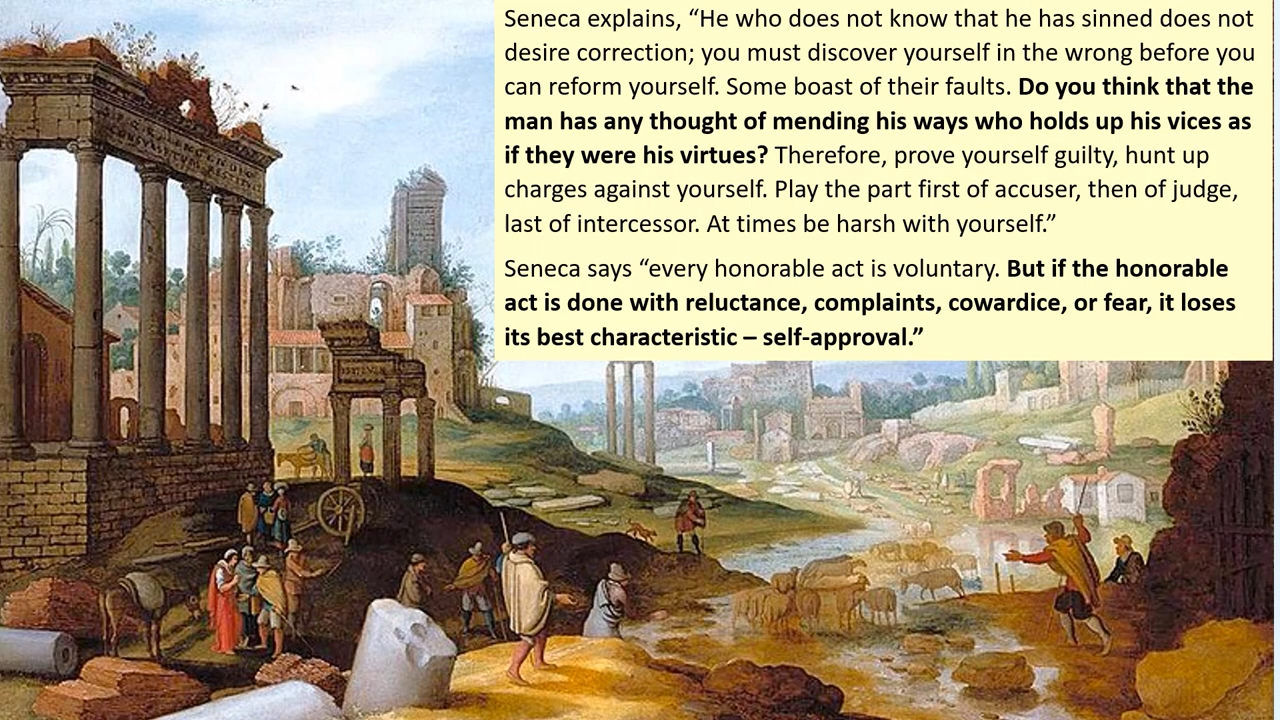 Seneca explains, “He who does not know that he has sinned does not
desire correction; you must discover yourself in the wrong before you
can reform yourself. Some boast of their faults. Do you think that the
man has any thought of mending his ways who holds up his vices as
if they were his virtues? Therefore, prove yourself guilty, hunt up
charges against yourself. Play the part first of accuser, then of judge,
last of intercessor. At times be harsh with yourself.”
Seneca says “every honorable act is voluntary. But if the honorable
act is done with reluctance, complaints, cowardice, or fear, it loses
its best characteristic – self-approval.”